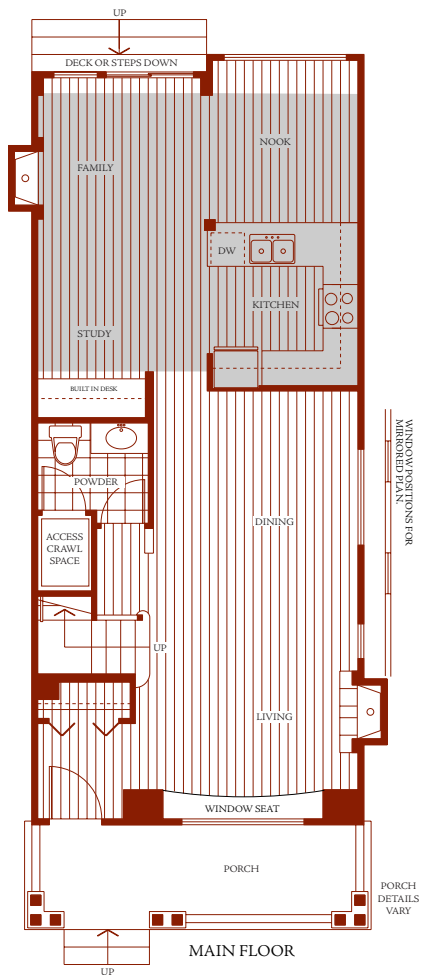 UP
DECK OR STEPS DOWN
NOOK
FAMILY
DW
KITCHEN
STUDY
BUILT IN DESK
WINDOW POSITIONS FOR
MIRRORED PLAN.
POWDER
DINING
ACCESS
CRAWL
SPACE
UP
LIVING
WINDOW SEAT
PORCH
PORCH
DETAILS
VARY
MAIN FLOOR
UP